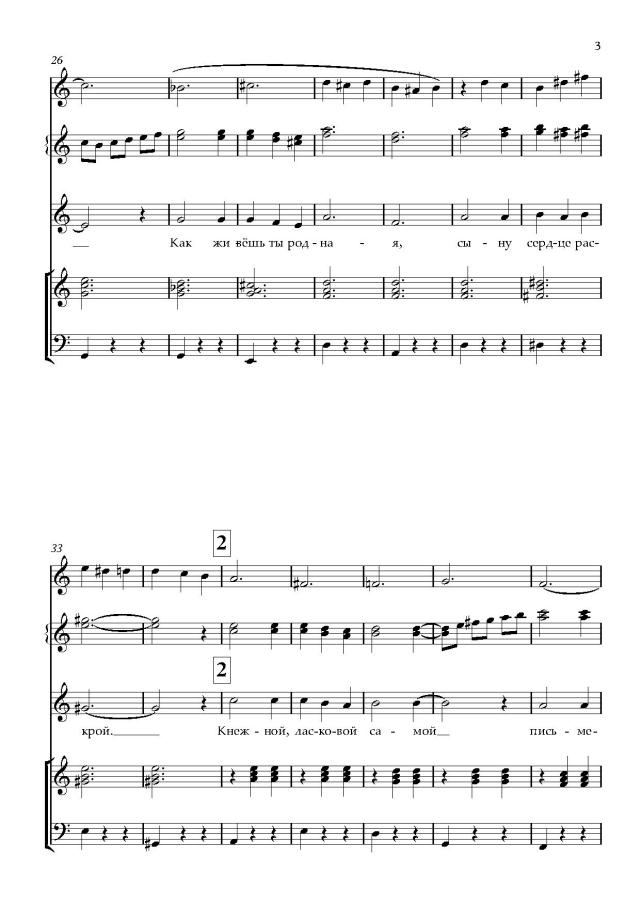 3
26
Как жи вёшь ты род - на - я, сы - ну серд-це рас-
33
2
2
крой. Кнеж - ной, лас-ко-вой са - мой пись - ме-